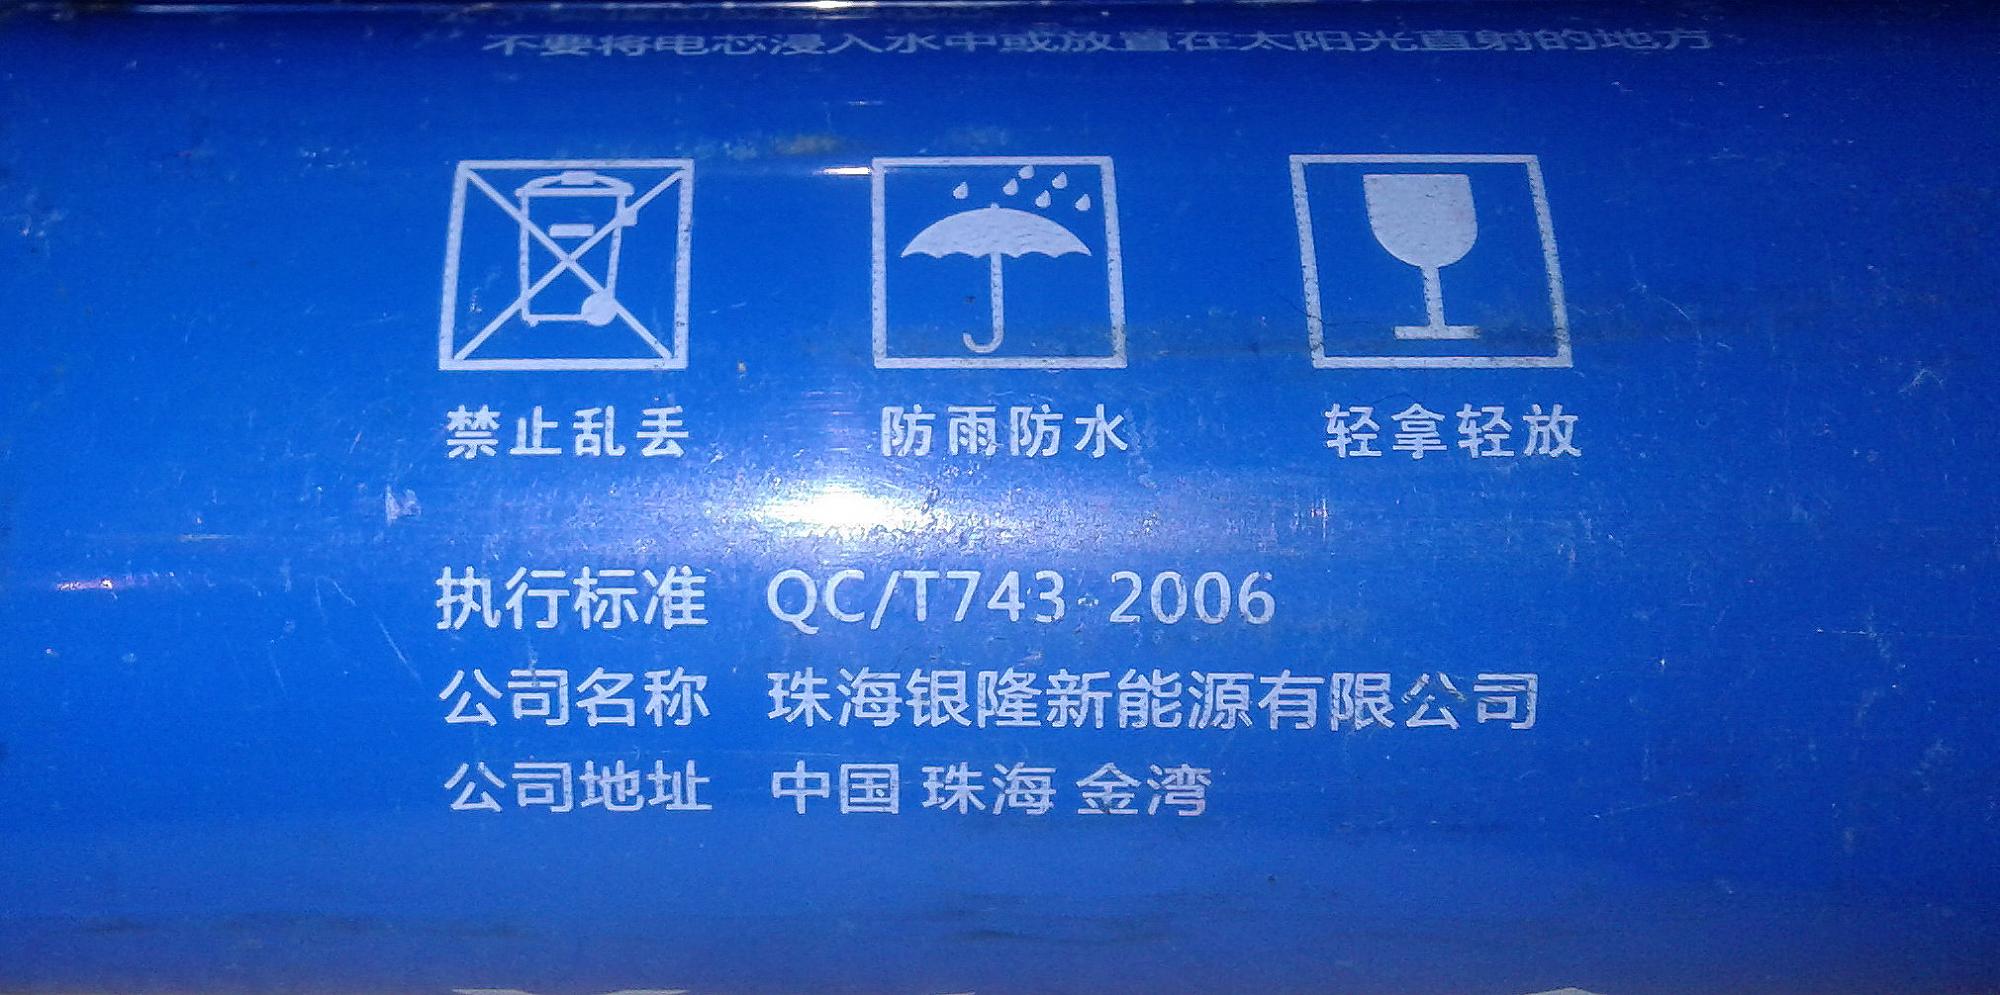 不要将电芯浸入水中或放置在太阳光直射的地方
禁止乱丢 防雨防水 轻拿轻放
执行标准 QC/T743-2006
公司名称 珠海银隆新能源有限公司
公司地址 中国 珠海 金湾